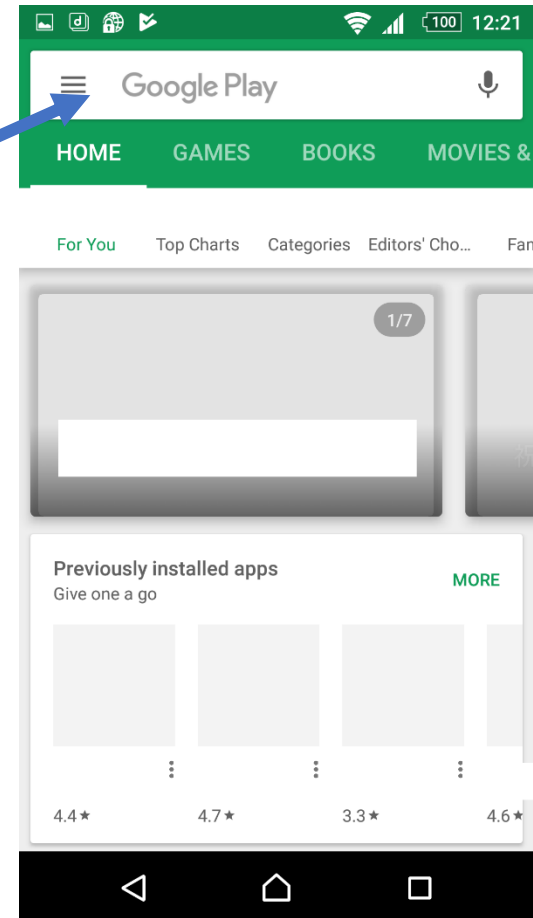 100 12:21
Google Play
HOME GAMES BOOKS MOVIES &
For You Top Charts Categories Editors' Cho... Fan
1/7
Previously installed apps
Give one a go
MORE
4.4★ 4.7★ 3.3★ 4.6★